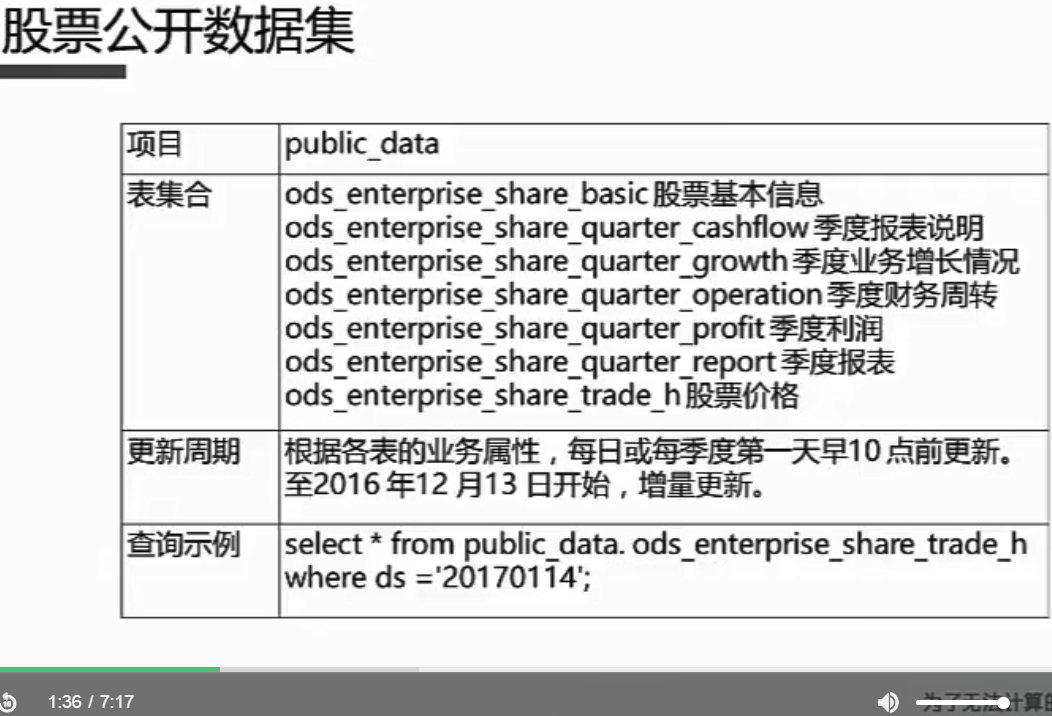 股票公开数据集
项目 public_data
表集合 ods_enterprise_share_basic 股票基本信息
ods_enterprise_share_quarter_cashflow 季度报表说明
ods_enterprise_share_quarter_growth 季度业务增长情况
ods_enterprise_share_quarter_operation 季度财务周转
ods_enterprise_share_quarter_profit 季度利润
ods_enterprise_share_quarter_report 季度报表
ods_enterprise_share_trade_h 股票价格
更新周期 根据各表的业务属性，每日或每季度第一天早10 点前更新。
至2016 年12 月13 日开始，增量更新。
查询示例 select * from public_data. ods_enterprise_share_trade_h
where ds ='20170114';
1:36 / 7:17
为了无法计算的